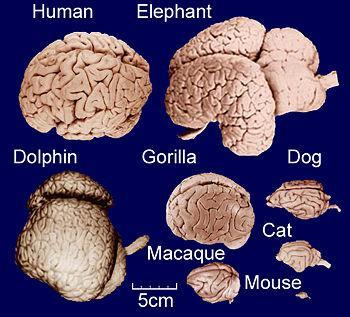 Human Elephant
Dolphin Gorilla Dog
Cat
Macaque
Mouse
5cm